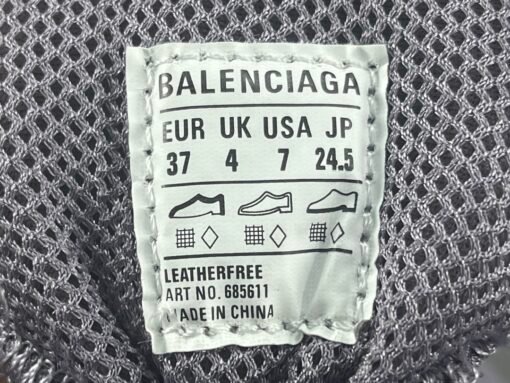 BALENCIAGA
EUR UK USA JP
37 4 7 24.5
LEATHERFREE
ART NO. 685611
MADE IN CHINA